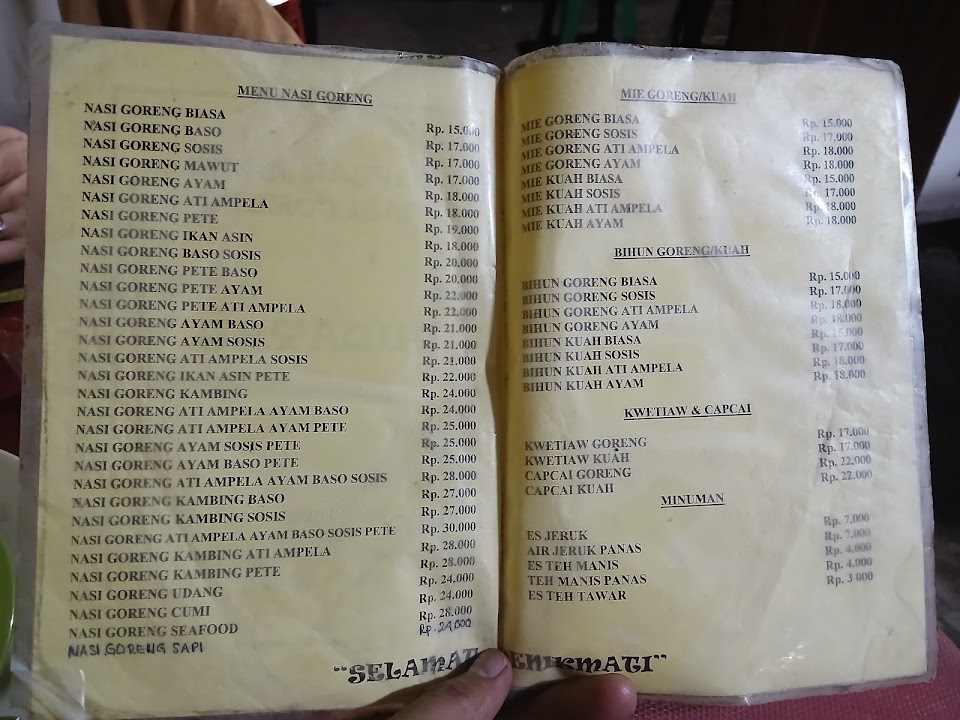 MENU NASI GORENG
NASI GORENG BIASA Rp. 15.000
NASI GORENG BASO Rp. 17.000
NASI GORENG SOSIS Rp. 17.000
NASI GORENG MAWUT Rp. 17.000
NASI GORENG AYAM Rp. 18.000
NASI GORENG ATI AMPELA Rp. 18.000
NASI GORENG PETE Rp. 19.000
NASI GORENG IKAN ASIN Rp. 18.000
NASI GORENG BASO SOSIS Rp. 20.000
NASI GORENG PETE BASO Rp. 20.000
NASI GORENG PETE AYAM Rp. 22.000
NASI GORENG PETE ATI AMPELA Rp. 22.000
NASI GORENG AYAM BASO Rp. 21.000
NASI GORENG AYAM SOSIS Rp. 21.000
NASI GORENG ATI AMPELA SOSIS Rp. 21.000
NASI GORENG IKAN ASIN PETE Rp. 22.000
NASI GORENG KAMBING Rp. 24.000
NASI GORENG ATI AMPELA AYAM BASO Rp. 24.000
NASI GORENG ATI AMPELA AYAM PETE Rp. 25.000
NASI GORENG AYAM SOSIS PETE Rp. 25.000
NASI GORENG AYAM BASO PETE Rp. 25.000
NASI GORENG ATI AMPELA AYAM BASO SOSIS Rp. 28.000
NASI GORENG KAMBING BASO Rp. 27.000
NASI GORENG KAMBING SOSIS Rp. 27.000
NASI GORENG ATI AMPELA AYAM BASO SOSIS PETE Rp. 30.000
NASI GORENG KAMBING ATI AMPELA Rp. 28.000
NASI GORENG KAMBING PETE Rp. 28.000
NASI GORENG UDANG Rp. 24.000
NASI GORENG CUMI Rp. 24.000
NASI GORENG SEAFOOD Rp. 28.000
NASI GORENG SAPI Rp. 24.000
MIE GORENG/KUAH
MIE GORENG BIASA Rp. 15.000
MIE GORENG SOSIS Rp. 17.000
MIE GORENG ATI AMPELA Rp. 18.000
MIE GORENG AYAM Rp. 18.000
MIE KUAH BIASA Rp. 15.000
MIE KUAH SOSIS Rp. 17.000
MIE KUAH ATI AMPELA Rp. 18.000
MIE KUAH AYAM Rp. 18.000
BIHUN GORENG/KUAH
BIHUN GORENG BIASA Rp. 15.000
BIHUN GORENG SOSIS Rp. 17.000
BIHUN GORENG ATI AMPELA Rp. 18.000
BIHUN GORENG AYAM Rp. 18.000
BIHUN KUAH BIASA Rp. 15.000
BIHUN KUAH SOSIS Rp. 17.000
BIHUN KUAH ATI AMPELA Rp. 18.000
BIHUN KUAH AYAM Rp. 18.000
KWETIAW & CAPCAI
KWETIAW GORENG Rp. 17.000
KWETIAW KUAH Rp. 17.000
CAPCAI GORENG Rp. 22.000
CAPCAI KUAH Rp. 22.000
MINUMAN
ES JERUK Rp. 7.000
AIR JERUK PANAS Rp. 7.000
ES TEH MANIS Rp. 4.000
TEH MANIS PANAS Rp. 4.000
ES TEH TAWAR Rp. 3.000
"SELAMAT ENIKMATI"